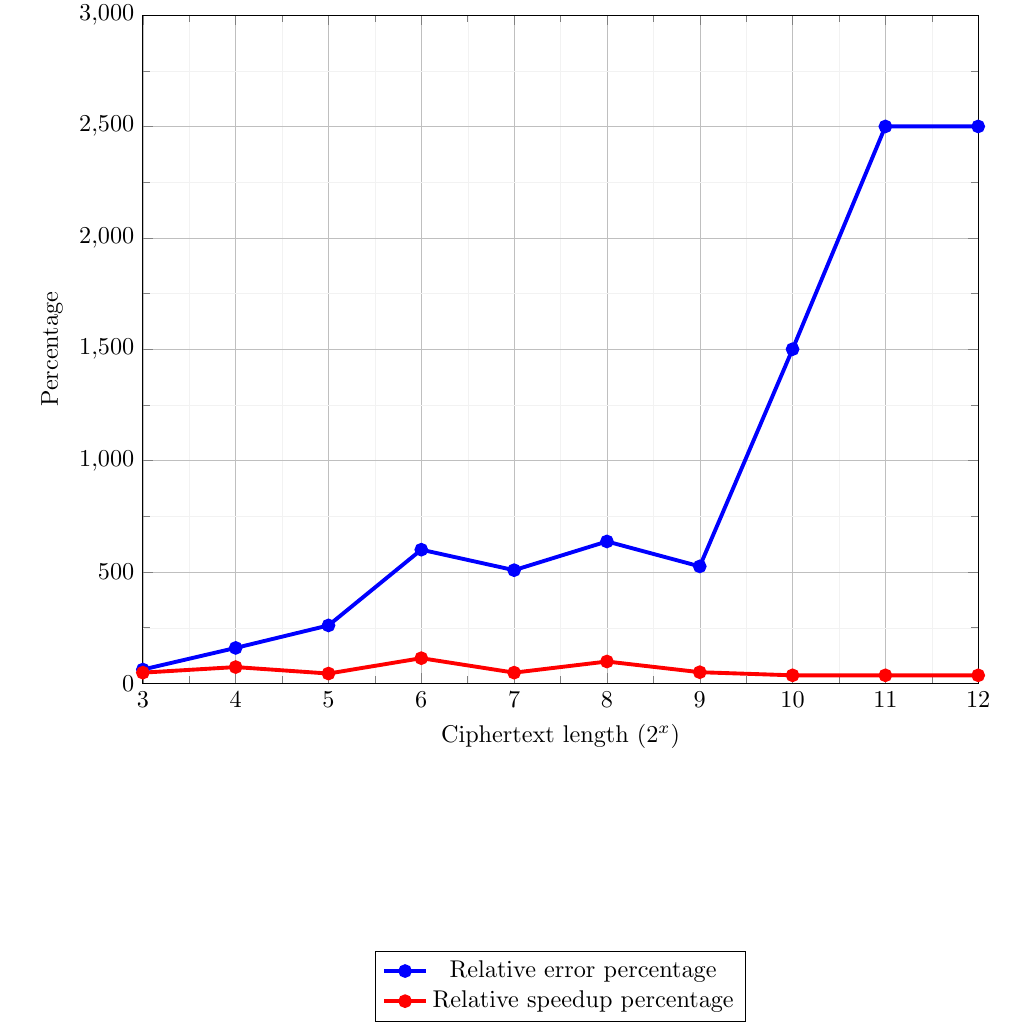 3,000
2,500
2,000
1,500
1,000
500
0
Percentage
3 4 5 6 7 8 9 10 11 12
Ciphertext length (2^x)
Relative error percentage
Relative speedup percentage